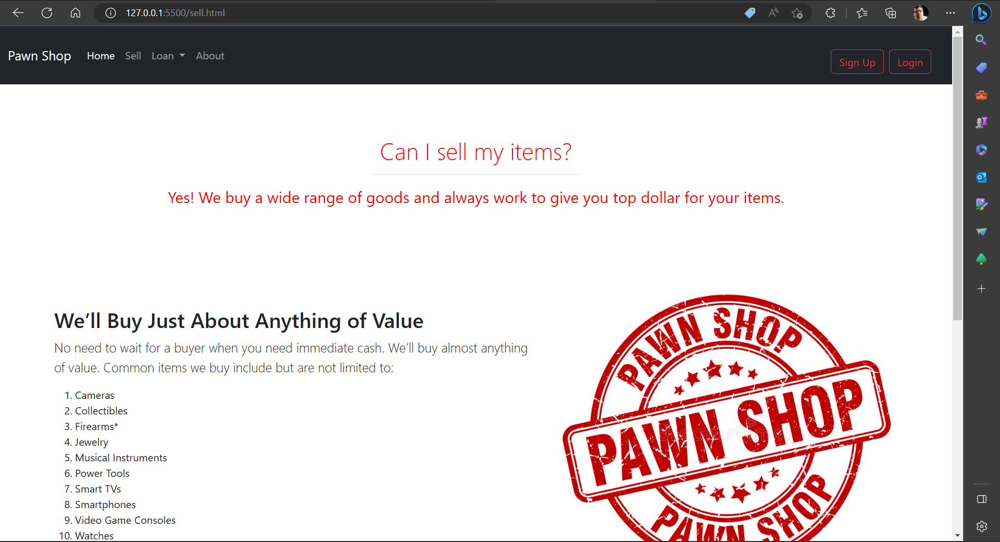 127.0.0.1:5500/sell.html
Pawn Shop Home Sell Loan About Sign Up Login
Can I sell my items?
Yes! We buy a wide range of goods and always work to give you top dollar for your items.
We’ll Buy Just About Anything of Value
No need to wait for a buyer when you need immediate cash. We’ll buy almost anything
of value. Common items we buy include but are not limited to:
1. Cameras
2. Collectibles
3. Firearms*
4. Jewelry
5. Musical Instruments
6. Power Tools
7. Smart TVs
8. Smartphones
9. Video Game Consoles
10. Watches
PAWN SHOP
PAWN SHOP
dreamstime
PAWN SHOP